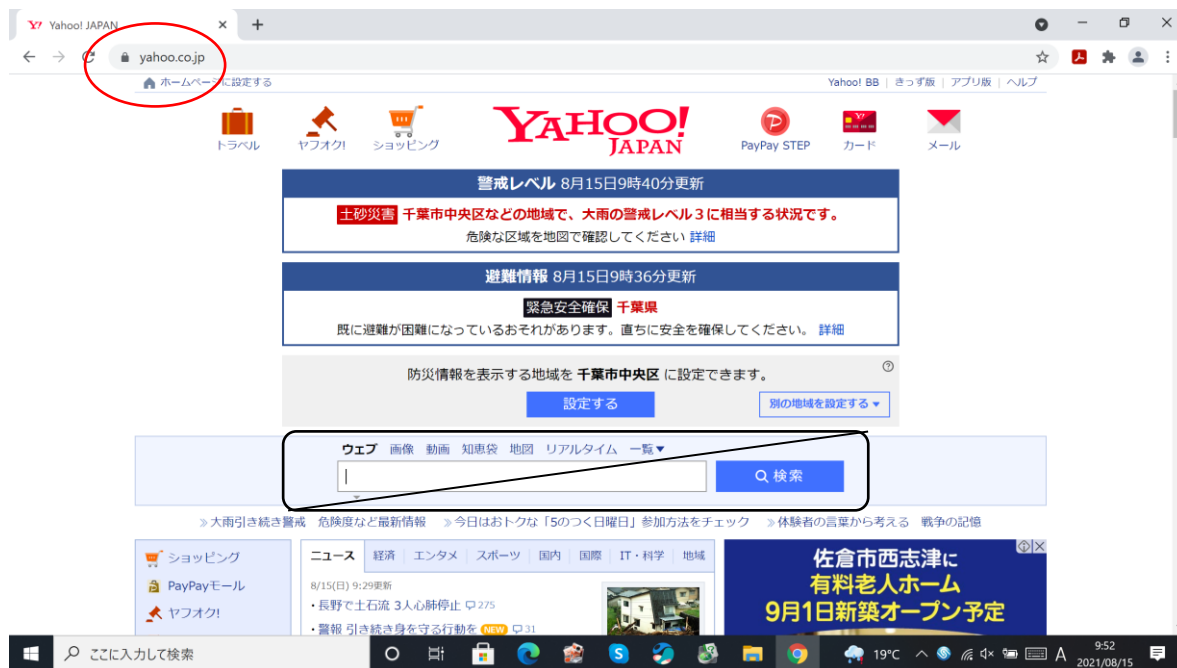 Yahoo! JAPAN
yahoo.co.jp
ホームページに設定する
Yahoo! BB | きっず版 | アプリ版 | ヘルプ
トラベル ヤフオク! ショッピング YAHOO! JAPAN PayPay STEP カード メール
警戒レベル 8月15日9時40分更新
土砂災害 千葉市中央区などの地域で、大雨の警戒レベル3に相当する状況です。
危険な区域を地図で確認してください 詳細
避難情報 8月15日9時36分更新
緊急安全確保 千葉県
既に避難が困難になっているおそれがあります。直ちに安全を確保してください。 詳細
防災情報を表示する地域を 千葉市中央区 に設定できます。
設定する 別の地域を設定する
ウェブ 画像 動画 知恵袋 地図 リアルタイム 一覧
検索
大雨引き続き警戒 危険度など最新情報 今日はおトクな「5のつく日曜日」参加方法をチェック 体験者の言葉から考える 戦争の記憶
ショッピング
PayPayモール
ヤフオク!
ニュース 経済 エンタメ スポーツ 国内 国際 IT・科学 地域
8/15(日) 9:29更新
・長野で土石流 3人心肺停止 275
・警報 引き続き身を守る行動を NEW 31
佐倉市西志津に
有料老人ホーム
9月1日新築オープン予定
ここに入力して検索
19°C
A
9:52
2021/08/15